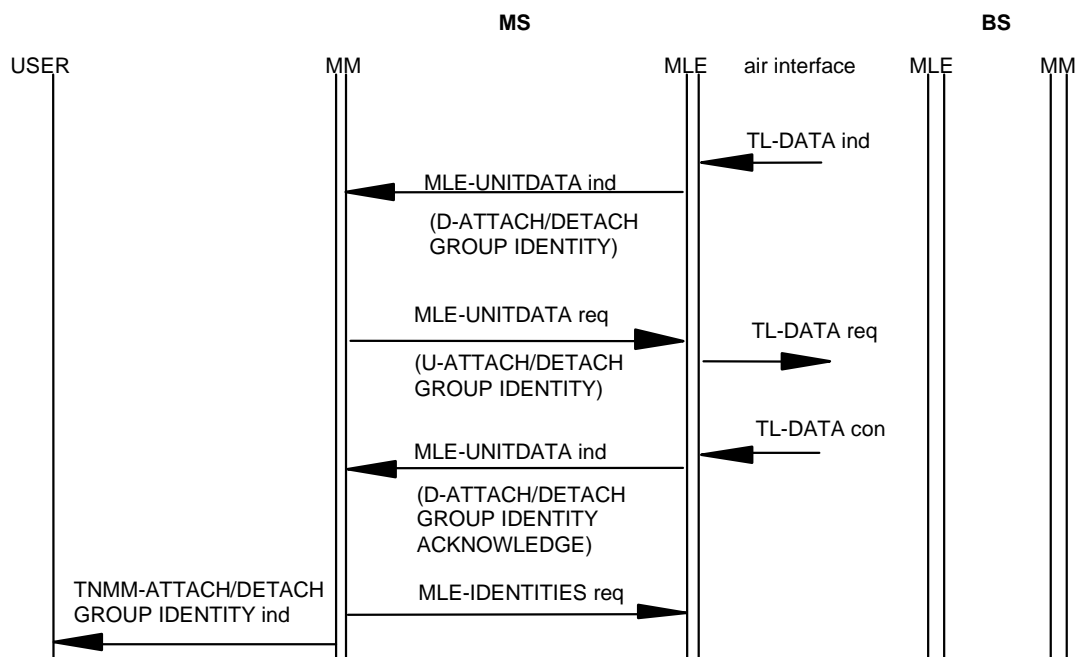 MS BS
USER MM MLE air interface MLE MM
TL-DATA ind
MLE-UNITDATA ind
(D-ATTACH/DETACH
GROUP IDENTITY)
MLE-UNITDATA req
TL-DATA req
(U-ATTACH/DETACH
GROUP IDENTITY)
TL-DATA con
MLE-UNITDATA ind
(D-ATTACH/DETACH
GROUP IDENTITY
ACKNOWLEDGE)
TNMM-ATTACH/DETACH
GROUP IDENTITY ind
MLE-IDENTITIES req